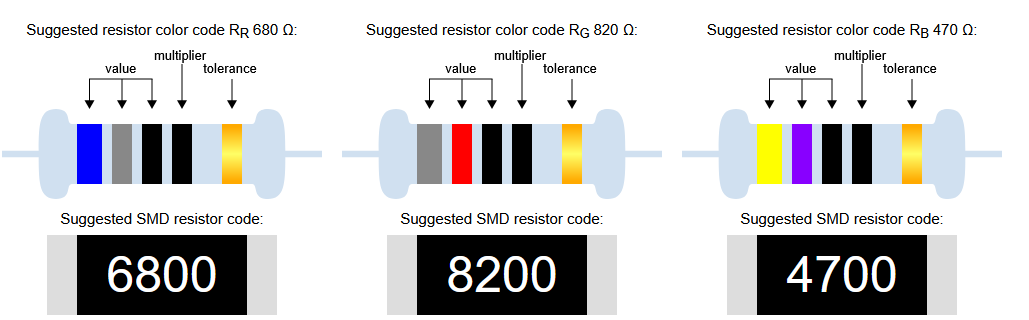 Suggested resistor color code RR 680 Ω:
multiplier
value
tolerance
Suggested SMD resistor code:
6800
Suggested resistor color code RG 820 Ω:
multiplier
value
tolerance
Suggested SMD resistor code:
8200
Suggested resistor color code RB 470 Ω:
multiplier
value
tolerance
Suggested SMD resistor code:
4700